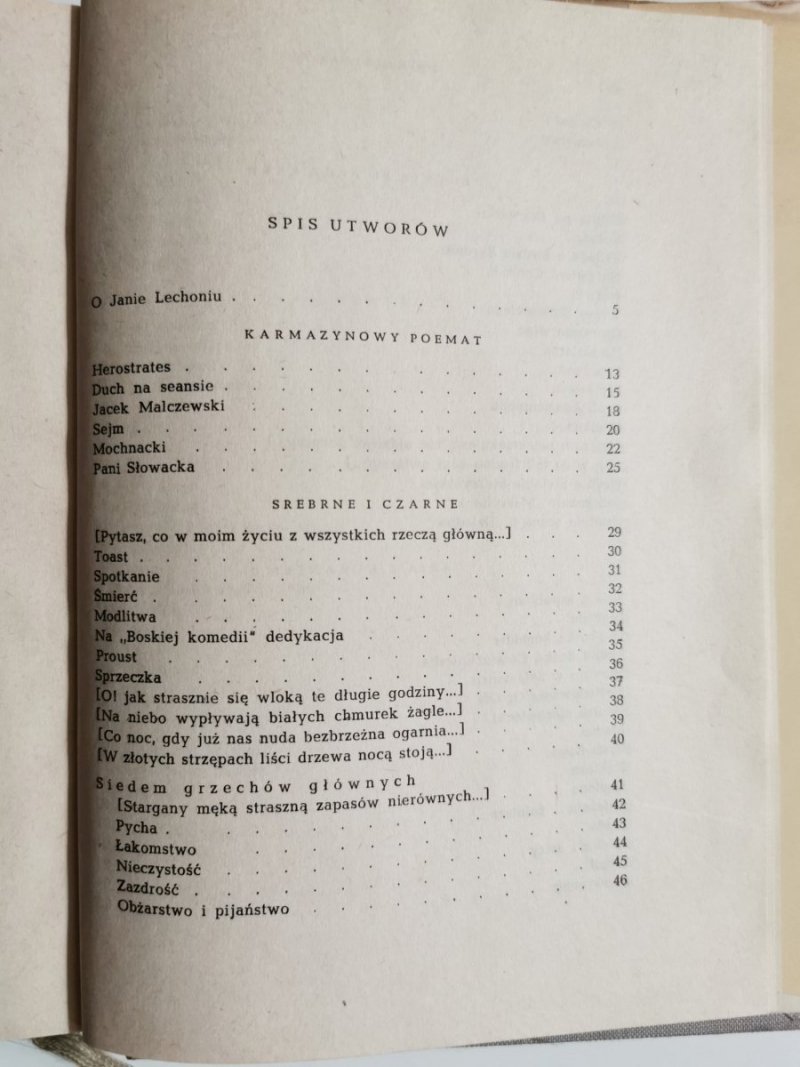 SPIS UTWORÓW
O Janie Lechoniu . . . . . . . . . . 5
KARMAZYNOWY POEMAT
Herostrates . . . . . . . . . . . 13
Duch na seansie . . . . . . . . . . 15
Jacek Malczewski . . . . . . . . . . 18
Sejm . . . . . . . . . . . . 20
Mochnacki . . . . . . . . . . . 22
Pani Słowacka . . . . . . . . . . 25
SREBRNE I CZARNE
[Pytasz, co w moim życiu z wszystkich rzeczą główną...] . . . 29
Toast . . . . . . . . . . . . 30
Spotkanie . . . . . . . . . . . 31
Śmierć . . . . . . . . . . . . 32
Modlitwa . . . . . . . . . . . 33
Na „Boskiej komedii" dedykacja . . . . . . . 34
Proust . . . . . . . . . . . . 35
Sprzeczka . . . . . . . . . . . 36
[O! jak strasznie się wloką te długie godziny...] . . . . 37
[Na niebo wypływają białych chmurek żagle...] . . . . 38
[Co noc, gdy już nas nuda bezbrzeżna ogarnia...] . . . . 39
[W złotych strzępach liści drzewa nocą stoją...] . . . . 40
Siedem grzechów głównych
[Stargany męką straszną zapasów nierównych...] . . . . 41
Pycha . . . . . . . . . . . 42
Łakomstwo . . . . . . . . . . 43
Nieczystość . . . . . . . . . . 44
Zazdrość . . . . . . . . . . . 45
Obżarstwo i pijaństwo . . . . . . . . 46